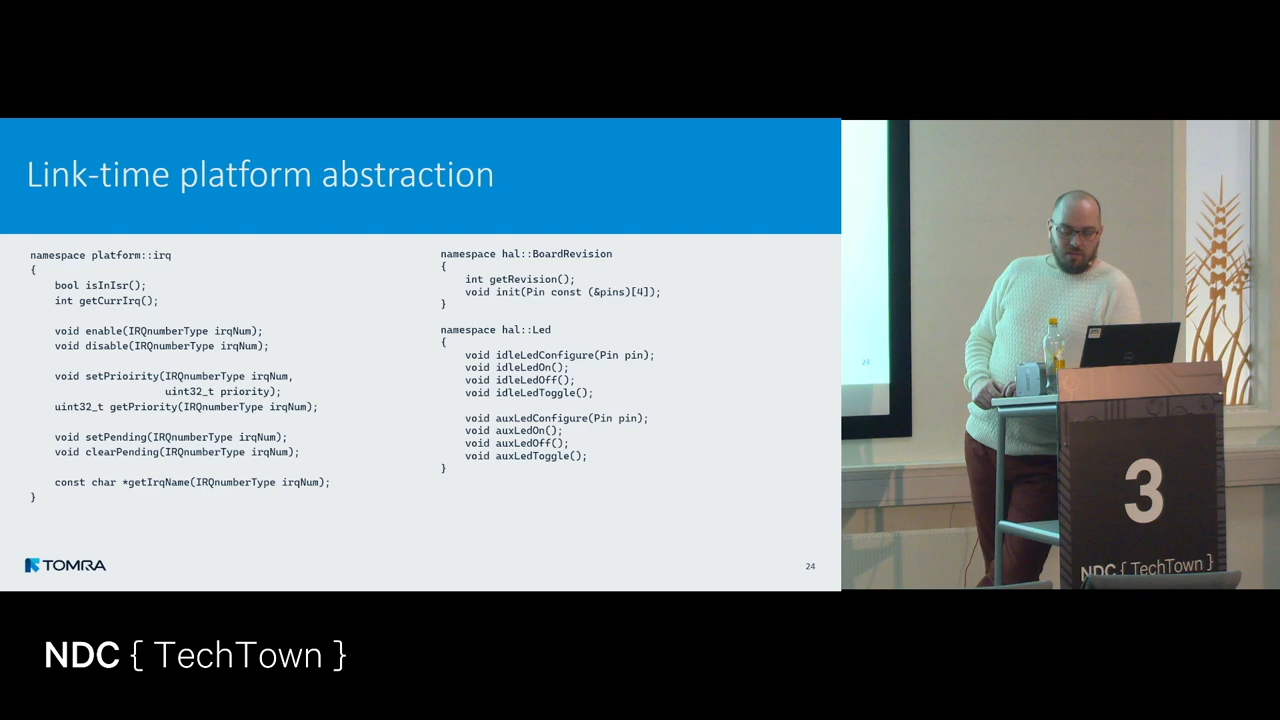 Link-time platform abstraction
namespace platform::irq
{
bool isInIsr();
int getCurrIrq();
void enable(IRQnumberType irqNum);
void disable(IRQnumberType irqNum);
void setPrioirity(IRQnumberType irqNum,
uint32_t priority);
uint32_t getPriority(IRQnumberType irqNum);
void setPending(IRQnumberType irqNum);
void clearPending(IRQnumberType irqNum);
const char *getIrqName(IRQnumberType irqNum);
}
namespace hal::BoardRevision
{
int getRevision();
void init(Pin const (&pins)[4]);
}
namespace hal::Led
{
void idleLedConfigure(Pin pin);
void idleLedOn();
void idleLedOff();
void idleLedToggle();
void auxLedConfigure(Pin pin);
void auxLedOn();
void auxLedOff();
void auxLedToggle();
}
TOMRA
24
24
3
NDC { TechTown }
NDC { TechTown }